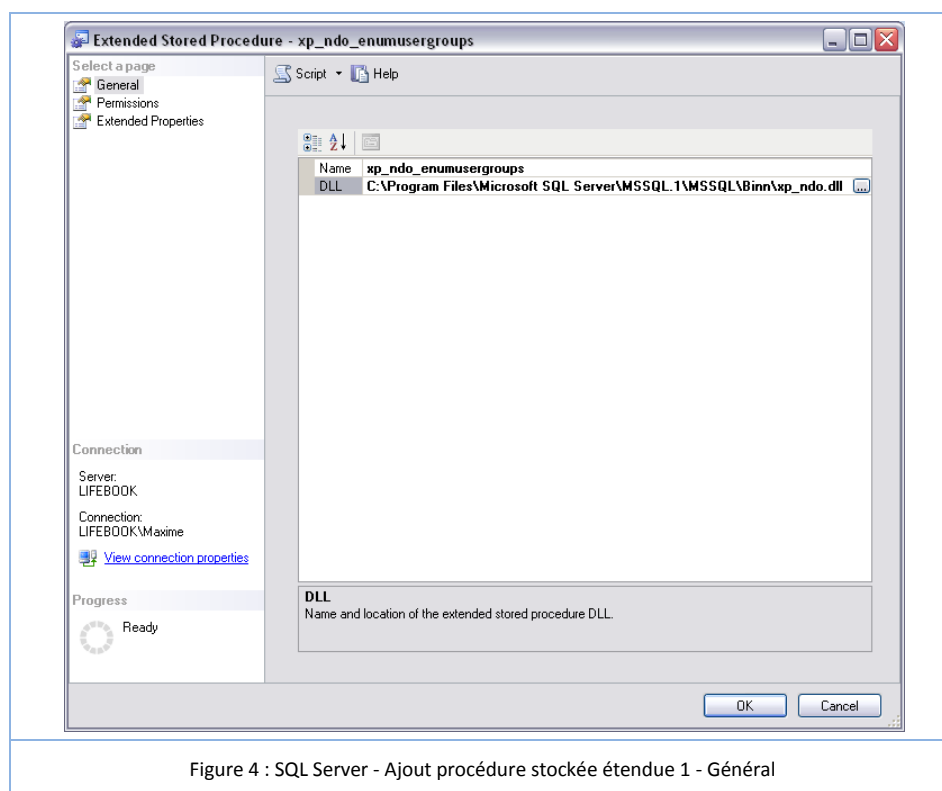 Extended Stored Procedure - xp_ndo_enumusergroups
Select a page
General
Permissions
Extended Properties
Script
Help
Name xp_ndo_enumusergroups
DLL C:\Program Files\Microsoft SQL Server\MSSQL.1\MSSQL\Binn\xp_ndo.dll ...
Connection
Server:
LIFEBOOK
Connection:
LIFEBOOK\Maxime
View connection properties
Progress
Ready
DLL
Name and location of the extended stored procedure DLL.
OK
Cancel
Figure 4 : SQL Server - Ajout procédure stockée étendue 1 - Général